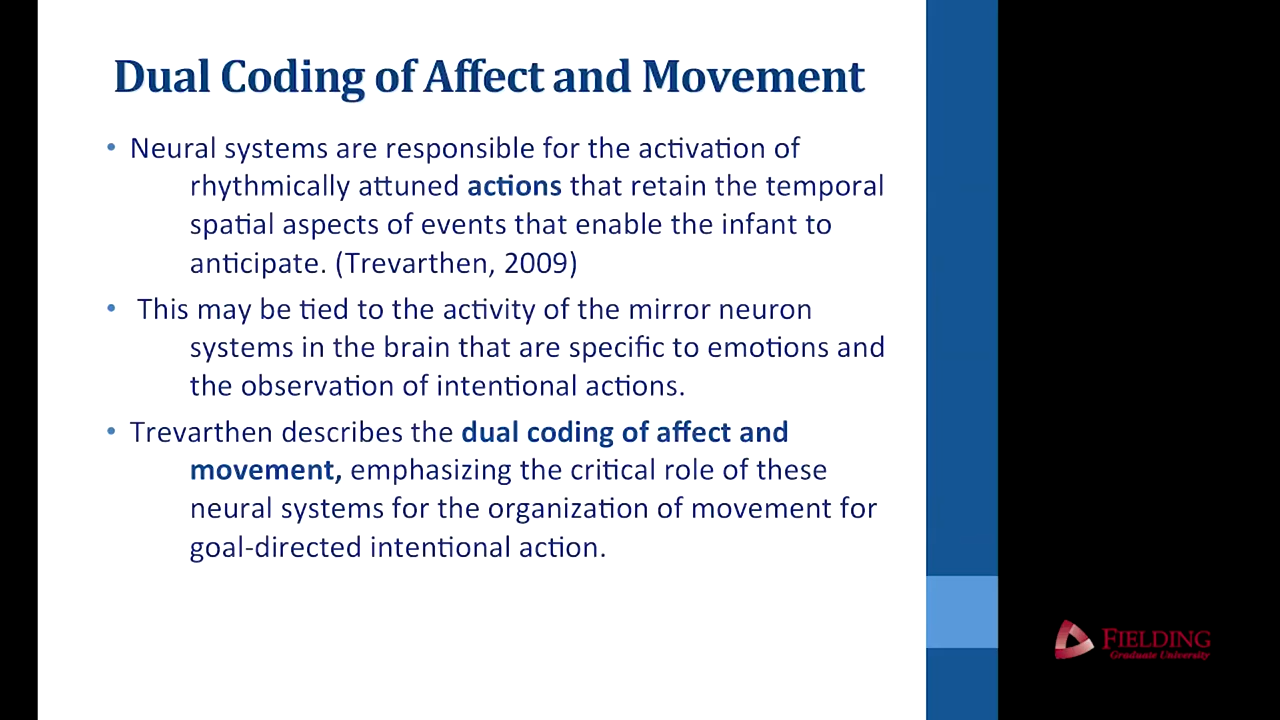 Dual Coding of Affect and Movement
• Neural systems are responsible for the activation of
rhythmically attuned actions that retain the temporal
spatial aspects of events that enable the infant to
anticipate. (Trevarthen, 2009)
• This may be tied to the activity of the mirror neuron
systems in the brain that are specific to emotions and
the observation of intentional actions.
• Trevarthen describes the dual coding of affect and
movement, emphasizing the critical role of these
neural systems for the organization of movement for
goal-directed intentional action.
FIELDING
Graduate University